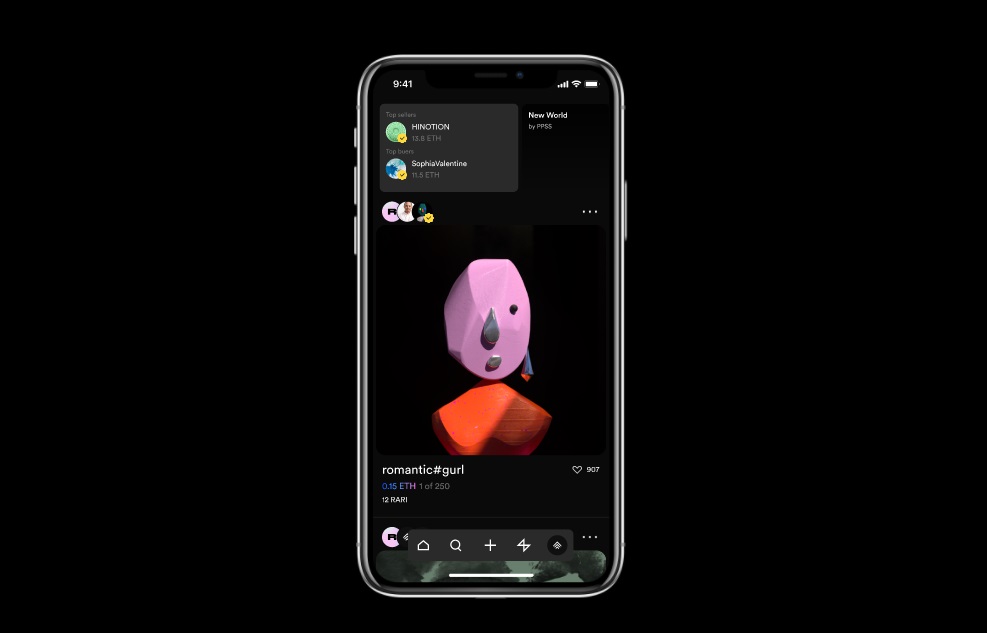 9:41
Top sellers
HINOTION
13.8 ETH
Top buers
SophiaValentine
11.5 ETH
New World
by PPSS
romantic#gurl
907
0.15 ETH 1 of 250
12 RARI